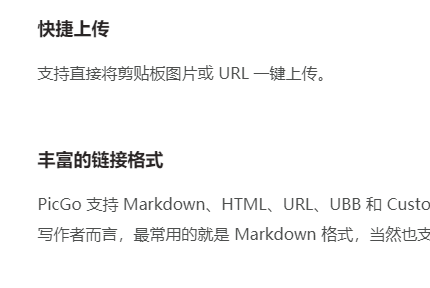 快捷上传
支持直接将剪贴板图片或 URL 一键上传。
丰富的链接格式
PicGo 支持 Markdown、HTML、URL、UBB 和 Custo
写作者而言，最常用的就是 Markdown 格式，当然也支